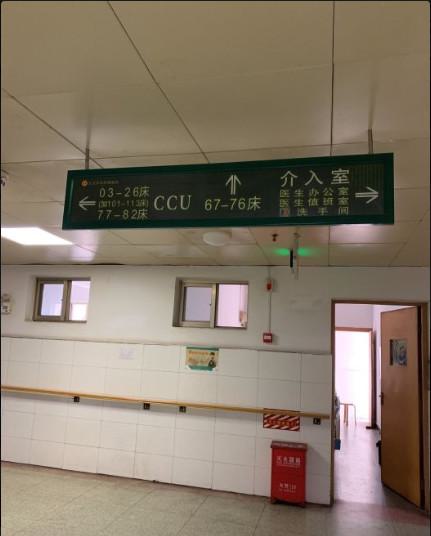 03-26床
(加101-113床)
77-82床
CCU
67-76床
介入室
医生办公室
医生值班室
洗手间